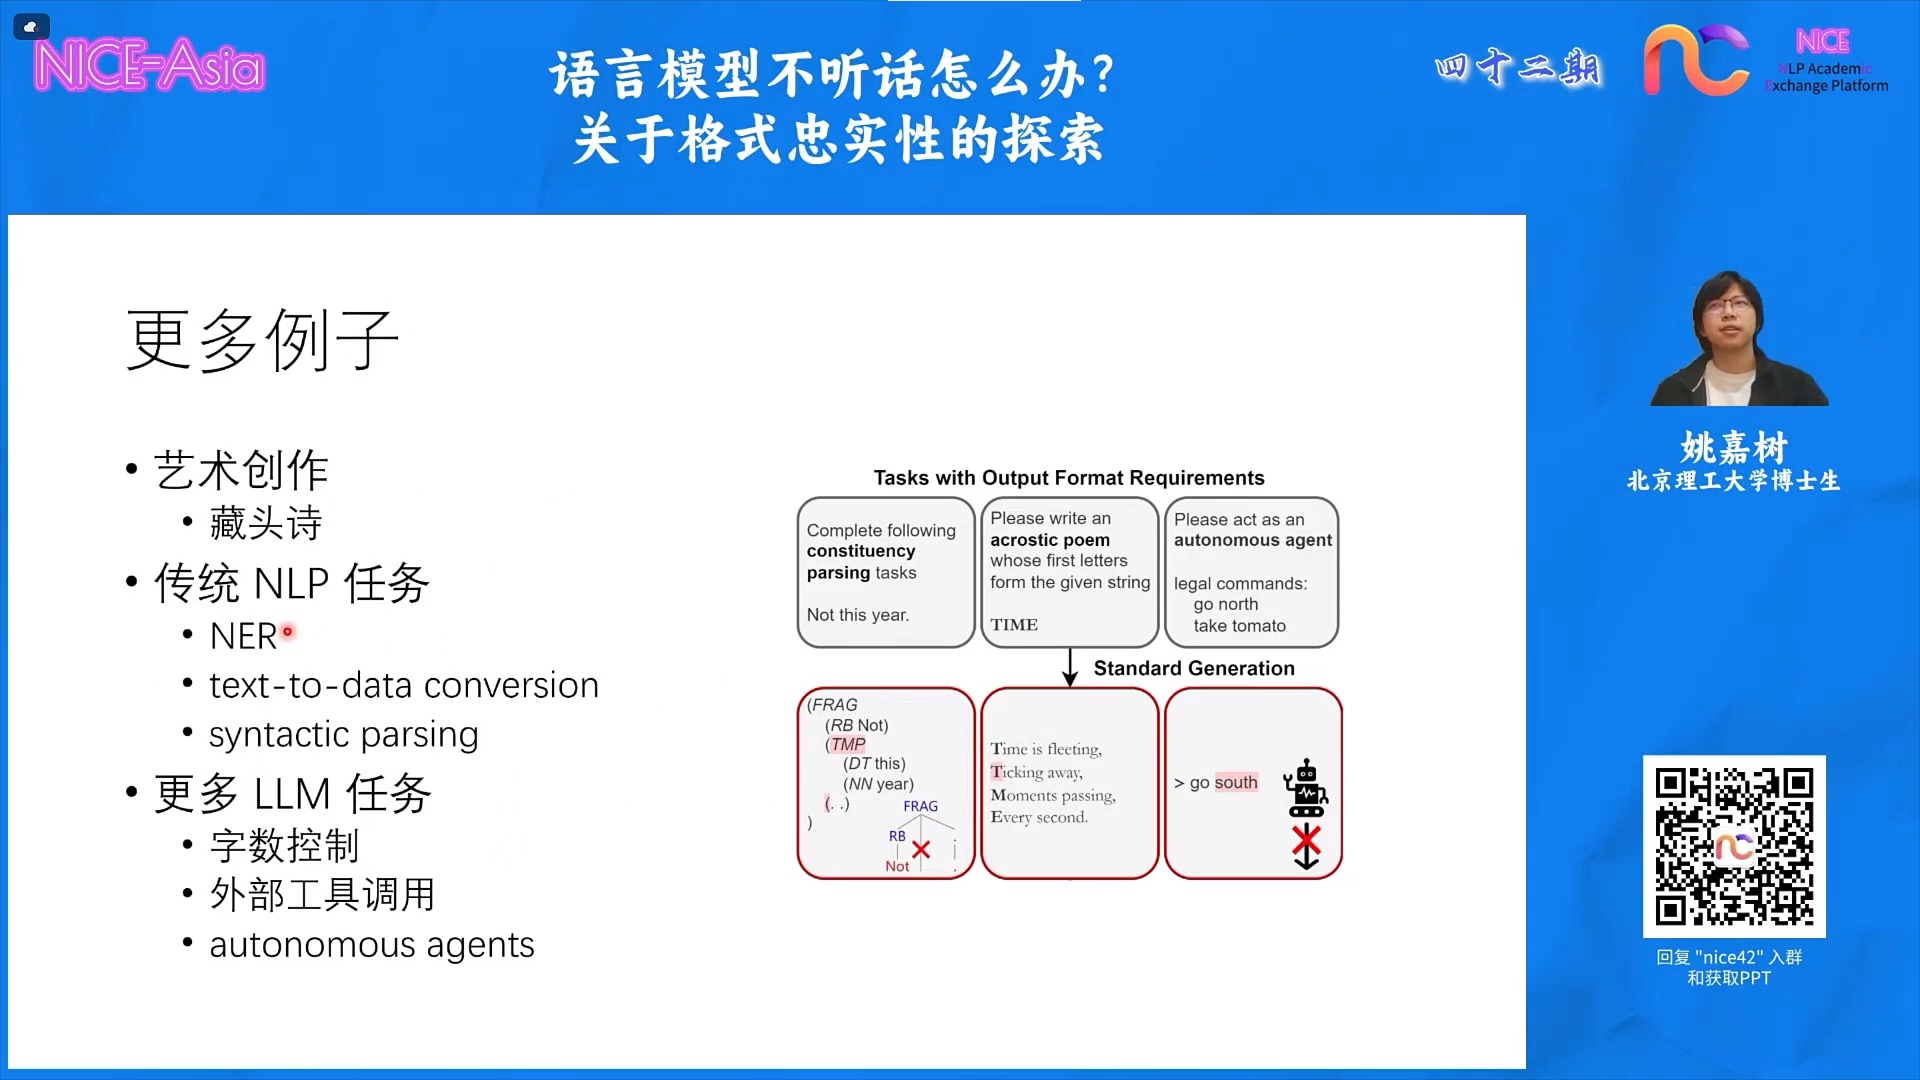 NICE-Asia
语言模型不听话怎么办?
关于格式忠实性的探索
四十二期
NICE
NLP Academic
Exchange Platform
更多例子
• 艺术创作
• 藏头诗
• 传统 NLP 任务
• NER
• text-to-data conversion
• syntactic parsing
• 更多 LLM 任务
• 字数控制
• 外部工具调用
• autonomous agents
Tasks with Output Format Requirements
Complete following
constituency
parsing tasks
Not this year.
Please write an
acrostic poem
whose first letters
form the given string
TIME
Please act as an
autonomous agent
legal commands:
go north
take tomato
Standard Generation
(FRAG
(RB Not)
(TMP
(DT this)
(NN year)
(. .)
)
FRAG
RB
.
Not
.
Time is fleeting,
Ticking away,
Moments passing,
Every second.
> go south
姚嘉树
北京理工大学博士生
回复 "nice42" 入群
和获取PPT